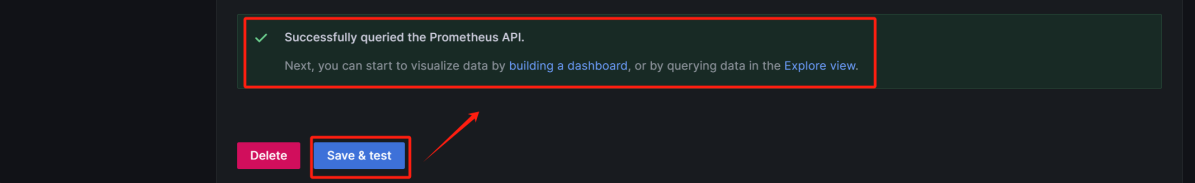 Successfully queried the Prometheus API.
Next, you can start to visualize data by building a dashboard, or by querying data in the Explore view.
Delete
Save & test